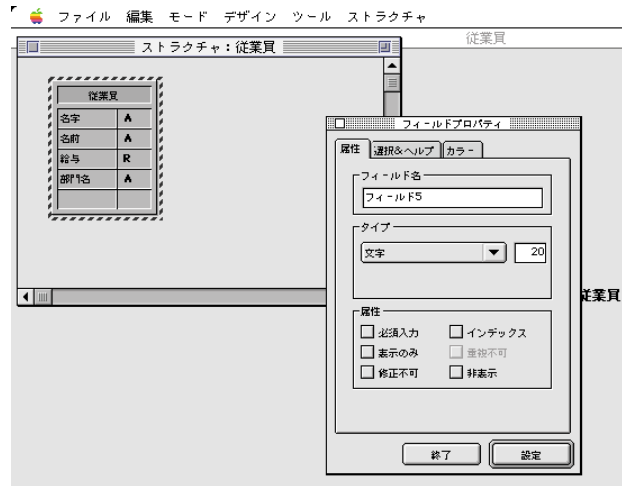 ファイル 編集 モード デザイン ツール ストラクチャ
従業員
ストラクチャ：従業員
従業員
名字 A
名前 A
給与 R
部門名 A
フィールドプロパティ
属性 選択&ヘルプ カラー
フィールド名
フィールド5
タイプ
文字 20
属性
必須入力 インデックス
表示のみ 重複不可
修正不可 非表示
終了 設定
従業員